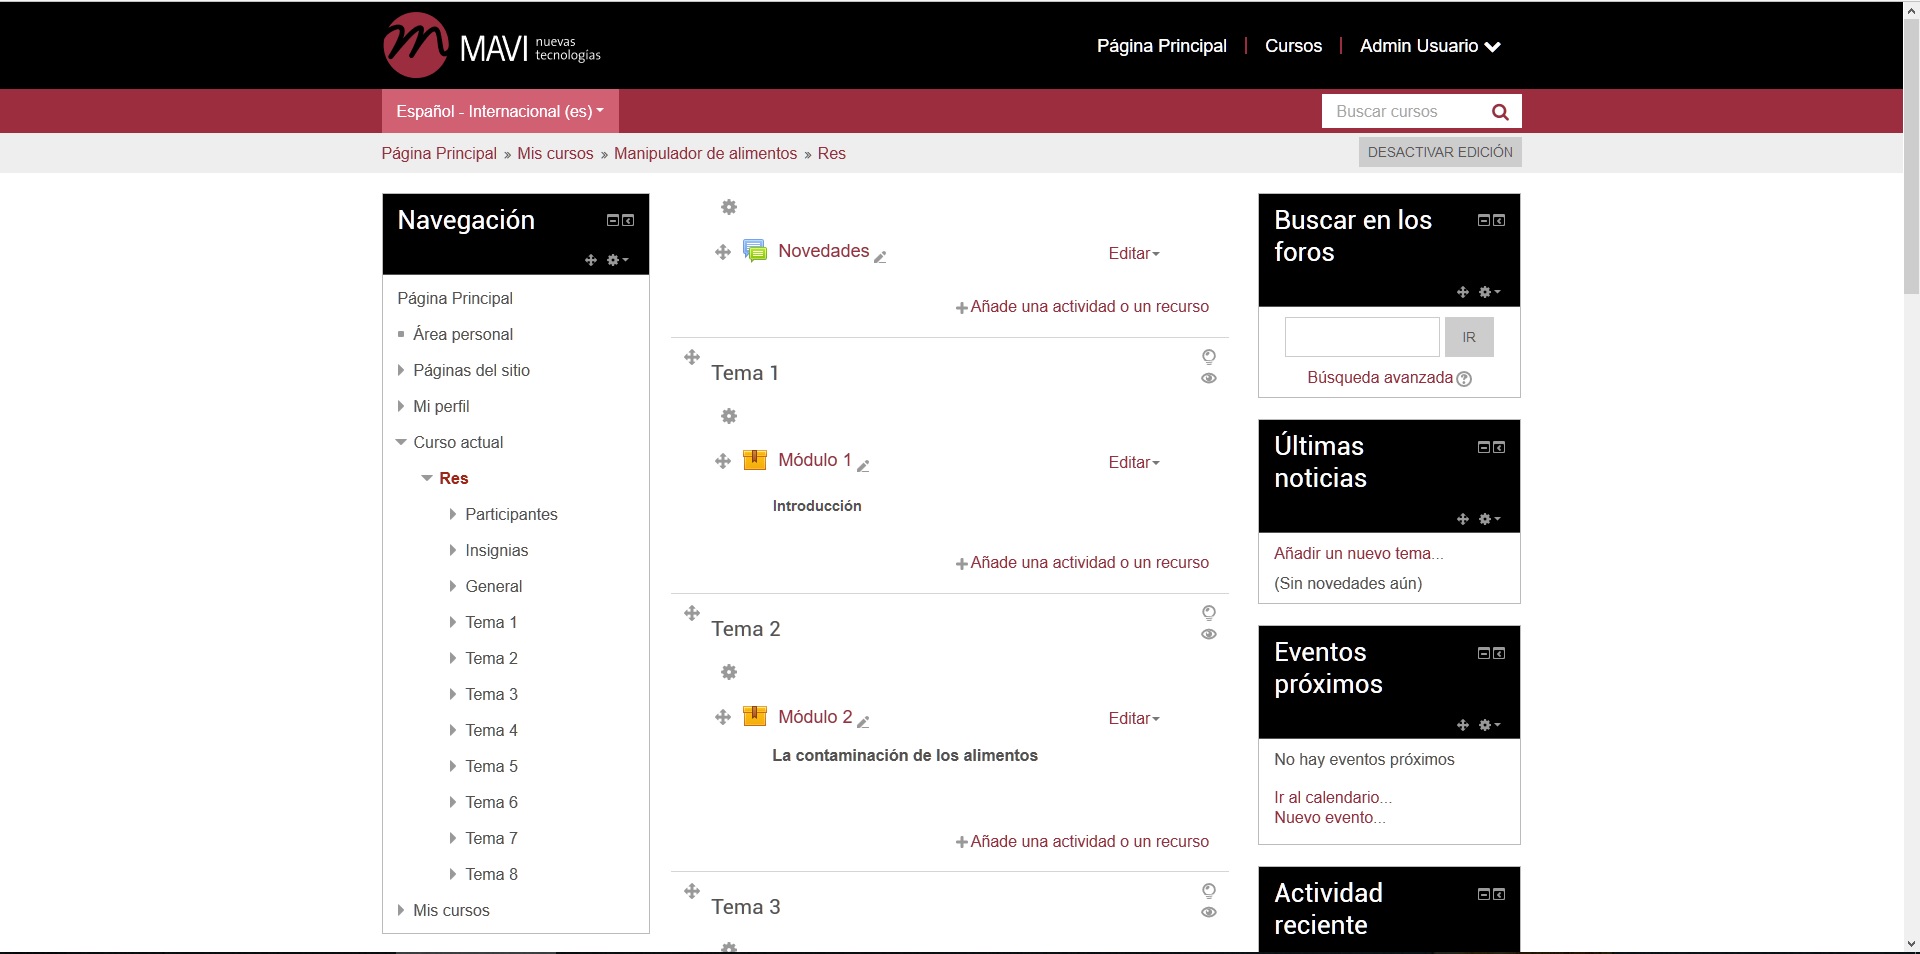 MAVI nuevas
tecnologías
Página Principal | Cursos | Admin Usuario
Español - Internacional (es)
Buscar cursos
Página Principal » Mis cursos » Manipulador de alimentos » Res
DESACTIVAR EDICIÓN
Navegación
Página Principal
Área personal
Páginas del sitio
Mi perfil
Curso actual
Res
Participantes
Insignias
General
Tema 1
Tema 2
Tema 3
Tema 4
Tema 5
Tema 6
Tema 7
Tema 8
Mis cursos
Novedades
Editar
Añade una actividad o un recurso
Tema 1
Módulo 1
Editar
Introducción
Añade una actividad o un recurso
Tema 2
Módulo 2
Editar
La contaminación de los alimentos
Añade una actividad o un recurso
Tema 3
Buscar en los
foros
IR
Búsqueda avanzada
Últimas
noticias
Añadir un nuevo tema...
(Sin novedades aún)
Eventos
próximos
No hay eventos próximos
Ir al calendario...
Nuevo evento...
Actividad
reciente